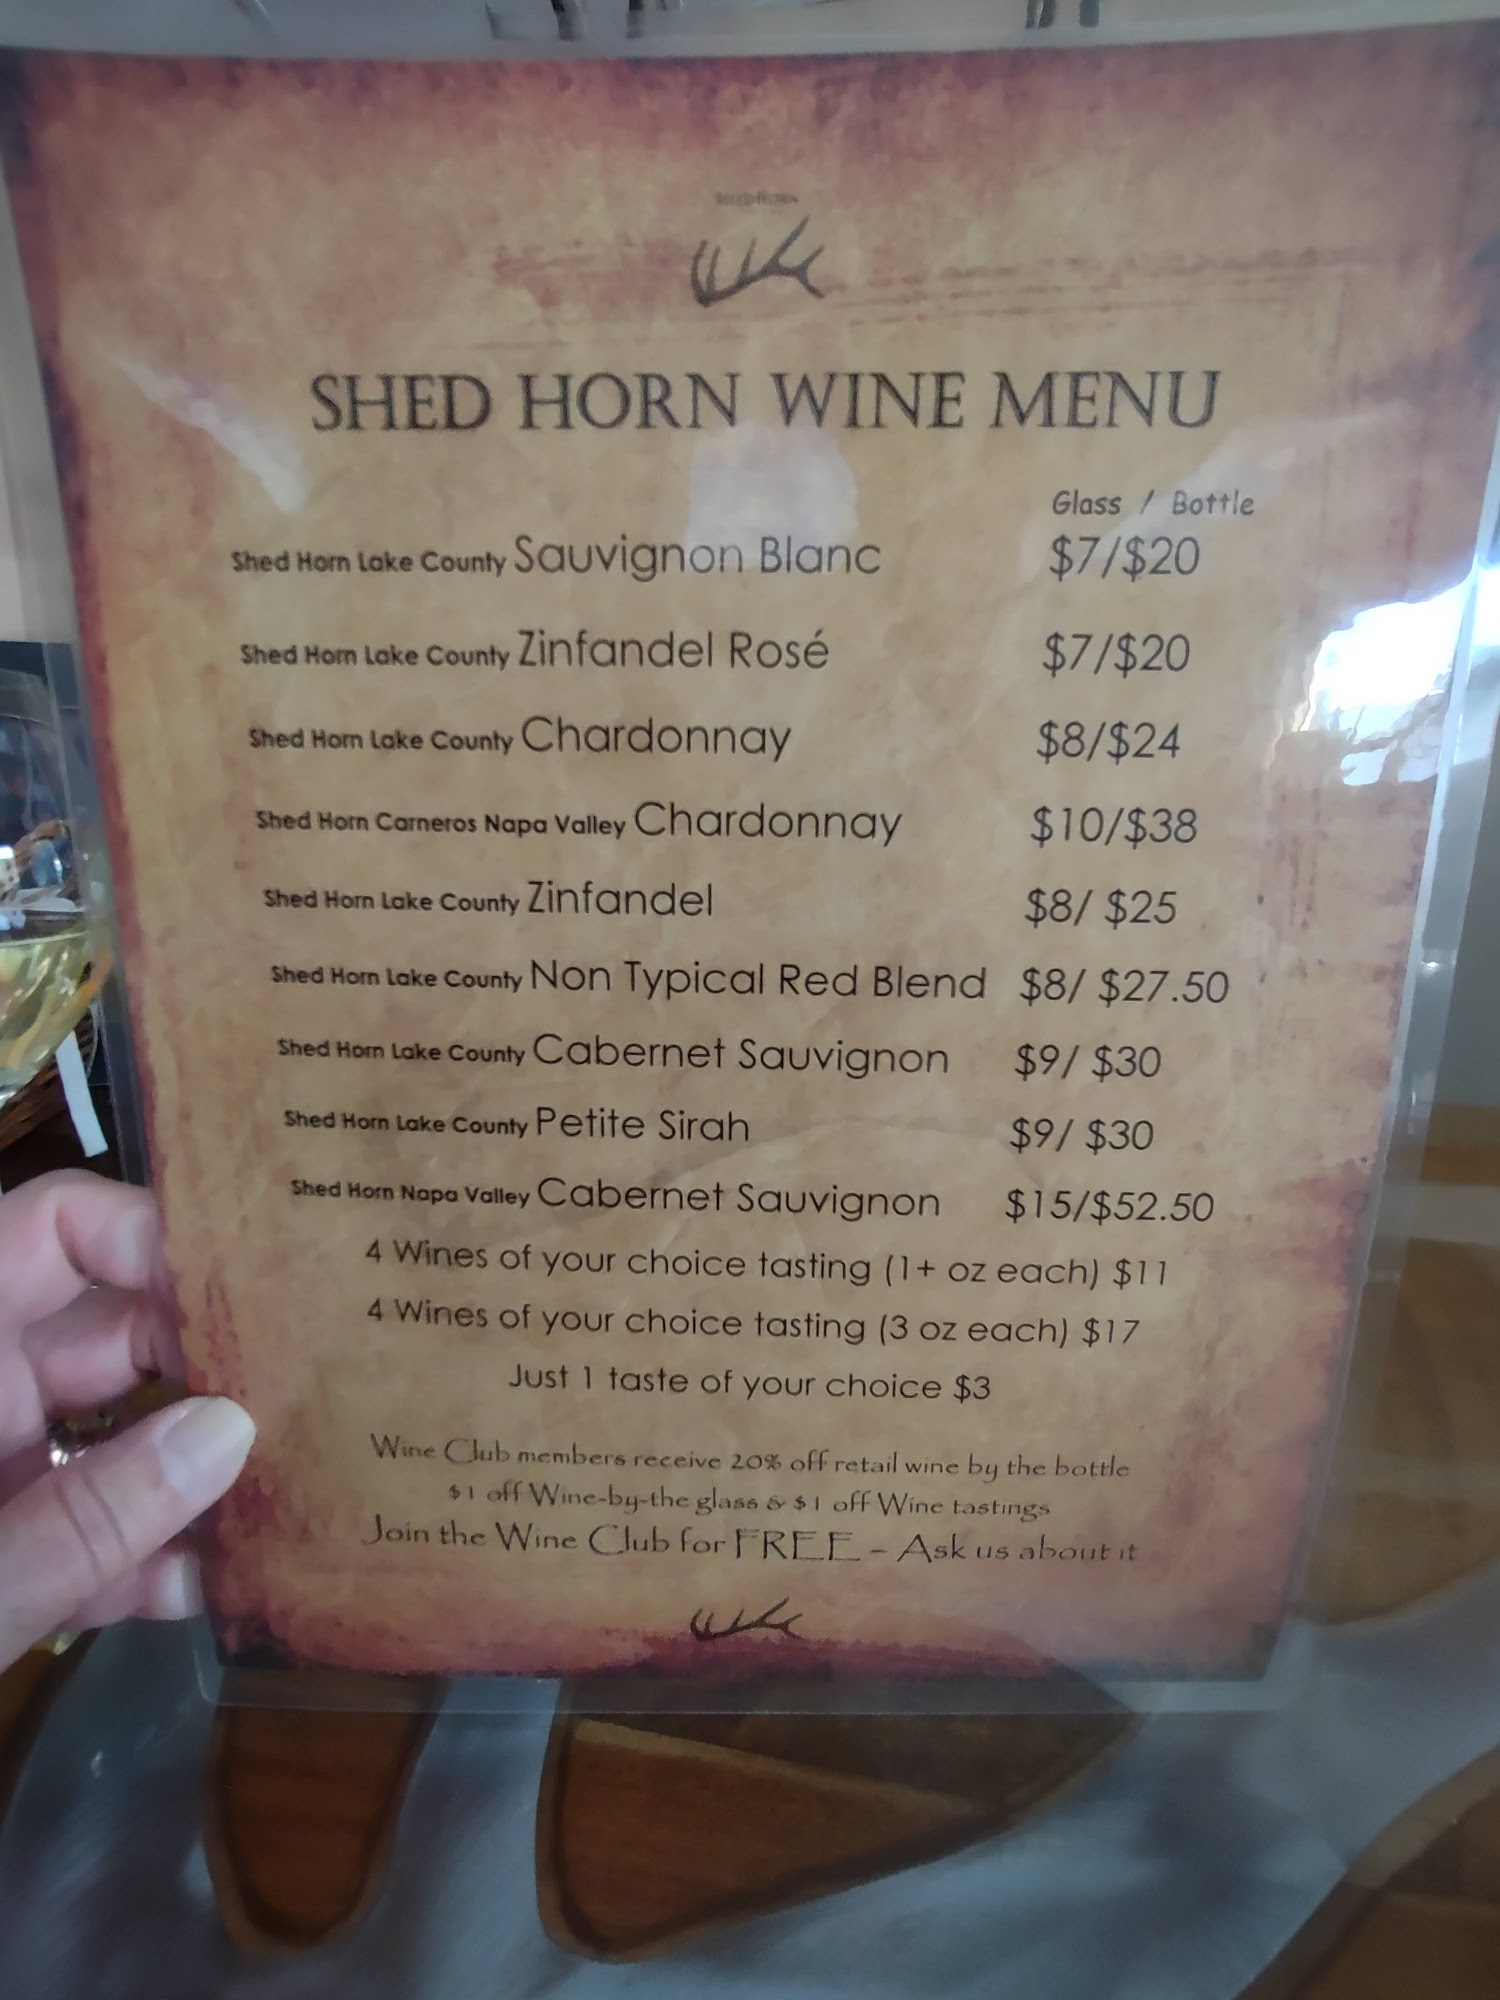 SHED HORN
SHED HORN WINE MENU
Glass / Bottle
Shed Horn Lake County Sauvignon Blanc $7/$20
Shed Horn Lake County Zinfandel Rosé $7/$20
Shed Horn Lake County Chardonnay $8/$24
Shed Horn Carneros Napa Valley Chardonnay $10/$38
Shed Horn Lake County Zinfandel $8/ $25
Shed Horn Lake County Non Typical Red Blend $8/ $27.50
Shed Horn Lake County Cabernet Sauvignon $9/ $30
Shed Horn Lake County Petite Sirah $9/ $30
Shed Horn Napa Valley Cabernet Sauvignon $15/$52.50
4 Wines of your choice tasting (1+ oz each) $11
4 Wines of your choice tasting (3 oz each) $17
Just 1 taste of your choice $3
Wine Club members receive 20% off retail wine by the bottle
$1 off Wine-by-the glass & $1 off Wine tastings
Join the Wine Club for FREE – Ask us about it